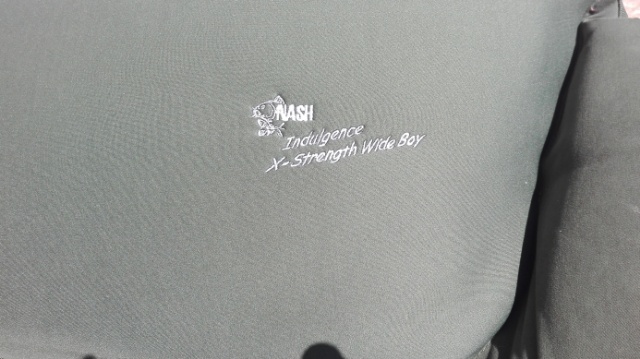 NASH
Indulgence
X-Strength Wide Boy